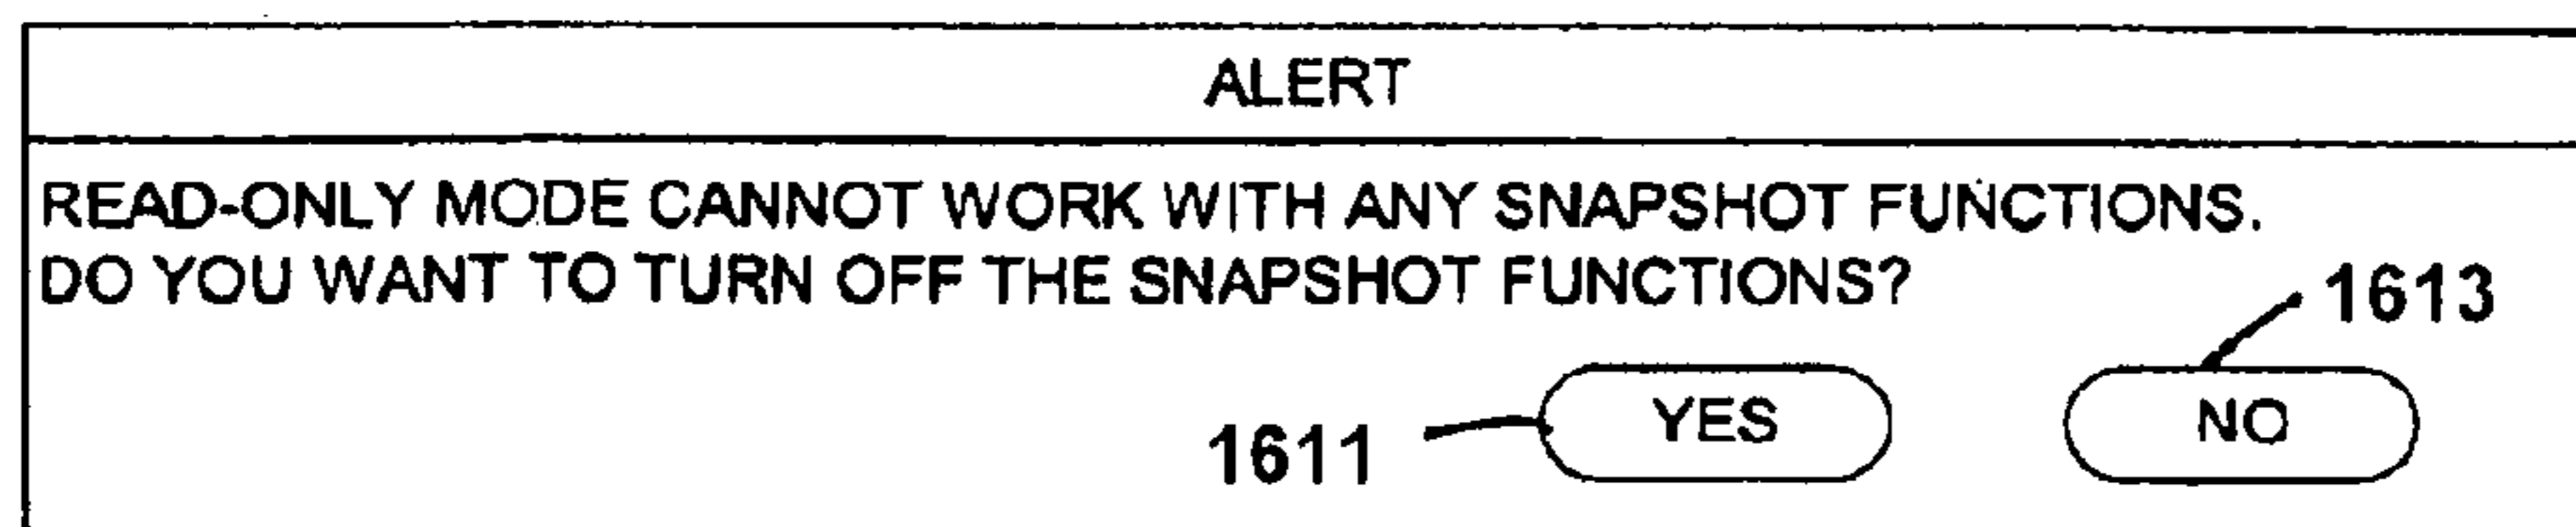 ALERT
READ-ONLY MODE CANNOT WORK WITH ANY SNAPSHOT FUNCTIONS.
DO YOU WANT TO TURN OFF THE SNAPSHOT FUNCTIONS?
1613
YES
NO
1611